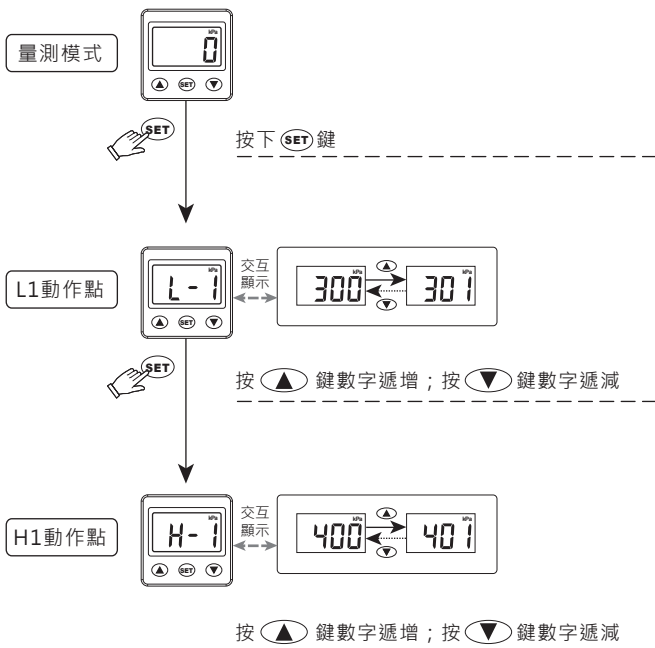 量測模式
kPa
0
SET
SET
按下 SET 鍵
L1動作點
kPa
L-1
SET
交互
顯示
kPa
300
kPa
301
SET
按 ▲ 鍵數字遞增；按 ▼ 鍵數字遞減
H1動作點
kPa
H-1
SET
交互
顯示
kPa
400
kPa
401
按 ▲ 鍵數字遞增；按 ▼ 鍵數字遞減